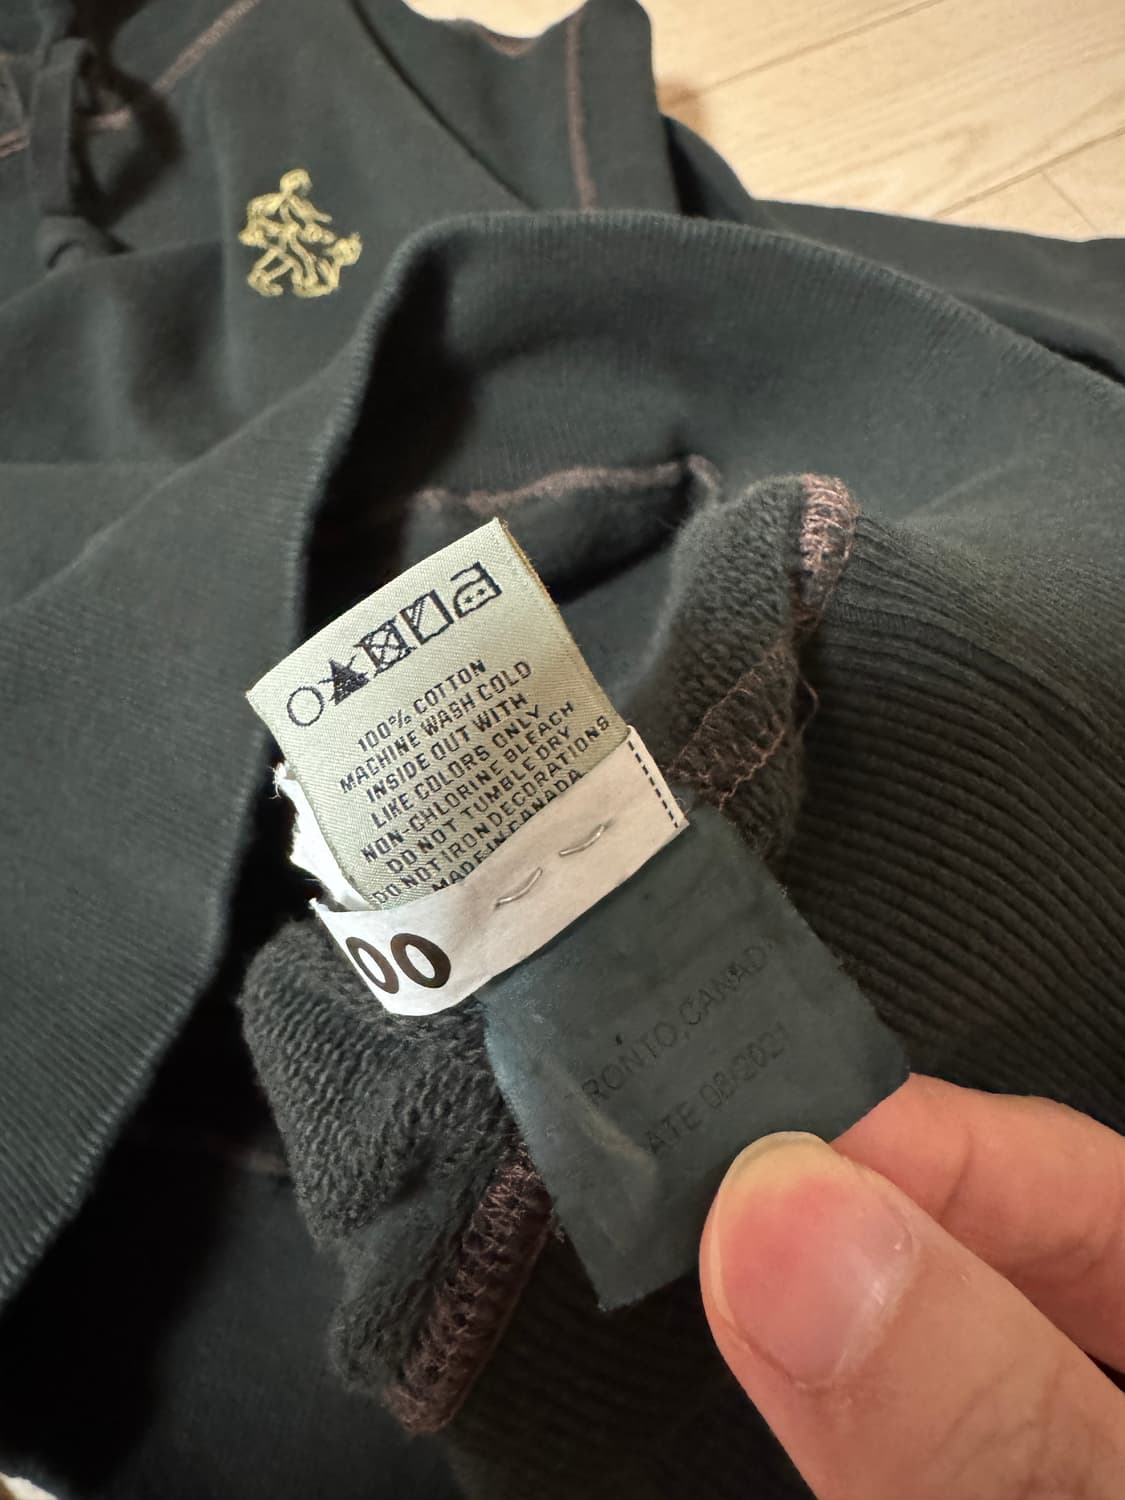 100% COTTON
MACHINE WASH COLD
INSIDE OUT WITH
LIKE COLORS ONLY
NON-CHLORINE BLEACH
DO NOT TUMBLE DRY
DO NOT IRON DECORATIONS
MADE IN CANADA
00
RONTO, CANAD
ATE 08/2021